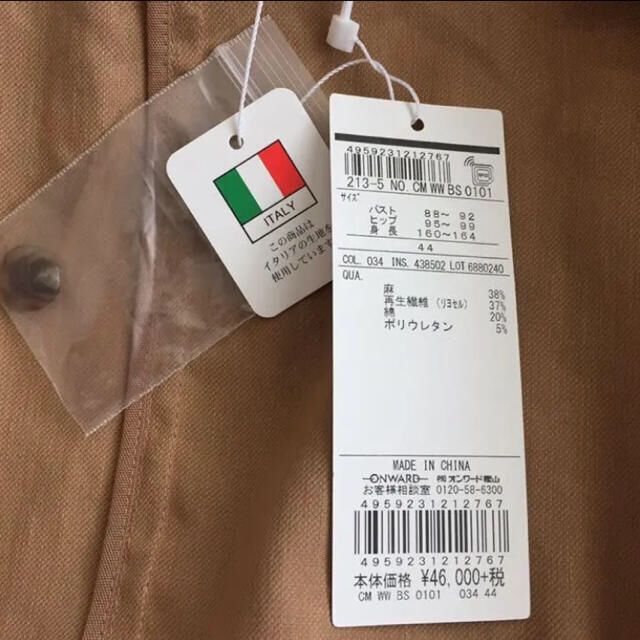 ITALY
この商品は
イタリアの生地を
使用しています
4959231212767
213-5 NO.CM WW BS 0101
サイズ
バスト 88～ 92
ヒップ 95～ 99
身長 160～164
44
COL. 034 INS. 438502 LOT 6880240
QUA.
麻 38%
再生繊維（リヨセル） 37%
綿 20%
ポリウレタン 5%
MADE IN CHINA
ONWARD ㈱オンワード樫山
お客様相談室 0120-58-6300
4959231212767
4959231212767
本体価格 ¥46,000+税
CM WW BS 0101 034 44